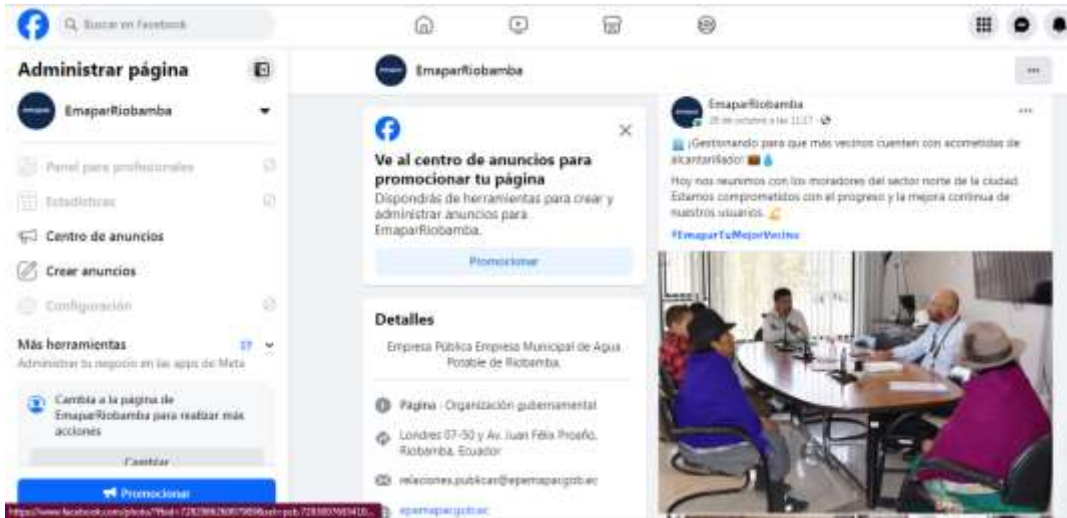 Buscar en Facebook
Administrar página
EmaparRiobamba
Panel para profesionales
Estadísticas
Centro de anuncios
Crear anuncios
Configuración
Más herramientas
Administrar tu negocio en las apps de Meta
Cambia a la página de
EmaparRiobamba para realizar más
acciones
Cambiar
Promocionar
EmaparRiobamba
Ve al centro de anuncios para
promocionar tu página
Dispondrás de herramientas para crear y
administrar anuncios para
EmaparRiobamba.
Promocionar
Detalles
Empresa Pública Empresa Municipal de Agua
Potable de Riobamba.
Página · Organización gubernamental
Londres 07-50 y Av. Juan Félix Proaño,
Riobamba, Ecuador
epemapar.gob.ec
EmaparRiobamba
28 de octubre a las 11:17
¡Gestionando para que más vecinos cuenten con acometidas de
alcantarillado!
Hoy nos reunimos con los moradores del sector norte de la ciudad.
Estamos comprometidos con el progreso y la mejora continua de
nuestros usuarios.
#EmaparTuMejorVecino